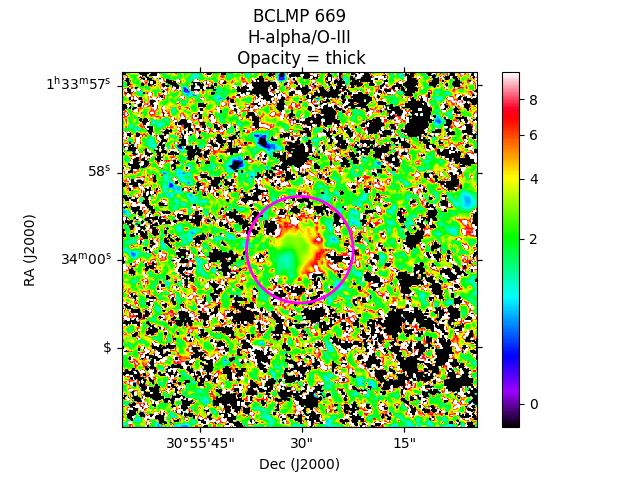 BCLMP 669
H-alpha/O-III
Opacity = thick
1ʰ33ᵐ57ˢ
58ˢ
34ᵐ00ˢ
$
RA (J2000)
30°55'45"
30"
15"
Dec (J2000)
8
6
4
2
0